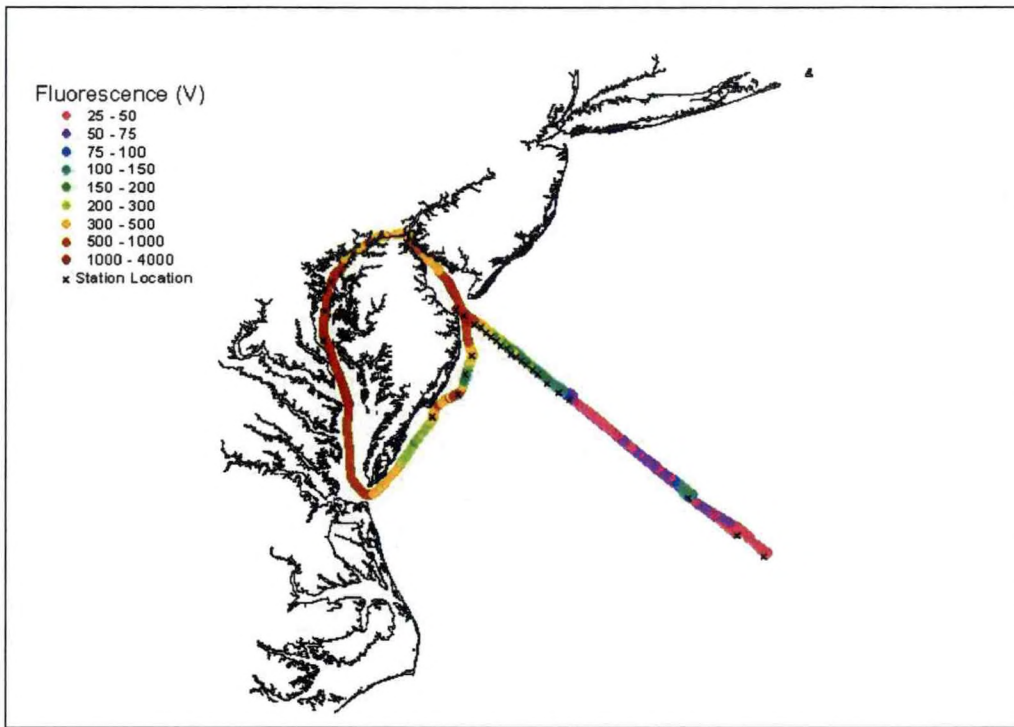 Fluorescence (V)
25 - 50
50 - 75
75 - 100
100 - 150
150 - 200
200 - 300
300 - 500
500 - 1000
1000 - 4000
× Station Location